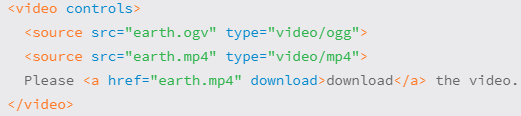 <video controls>
<source src="earth.ogv" type="video/ogg">
<source src="earth.mp4" type="video/mp4">
Please <a href="earth.mp4" download>download</a> the video.
</video>